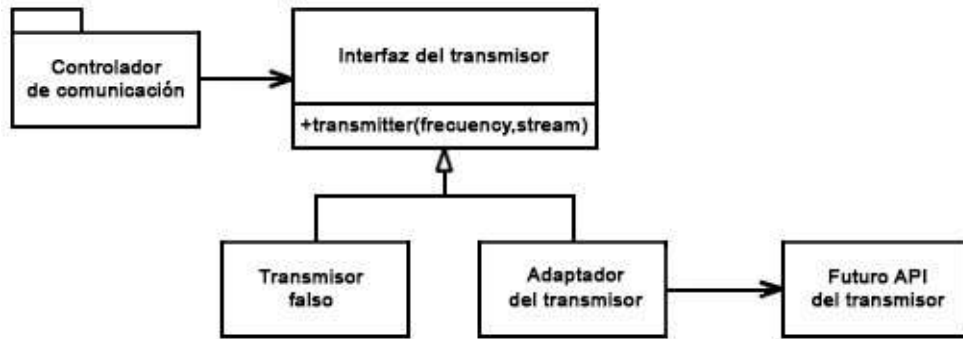 Controlador
de comunicación
Interfaz del transmisor
+transmitter(frecuency,stream)
Transmisor
falso
Adaptador
del transmisor
Futuro API
del transmisor